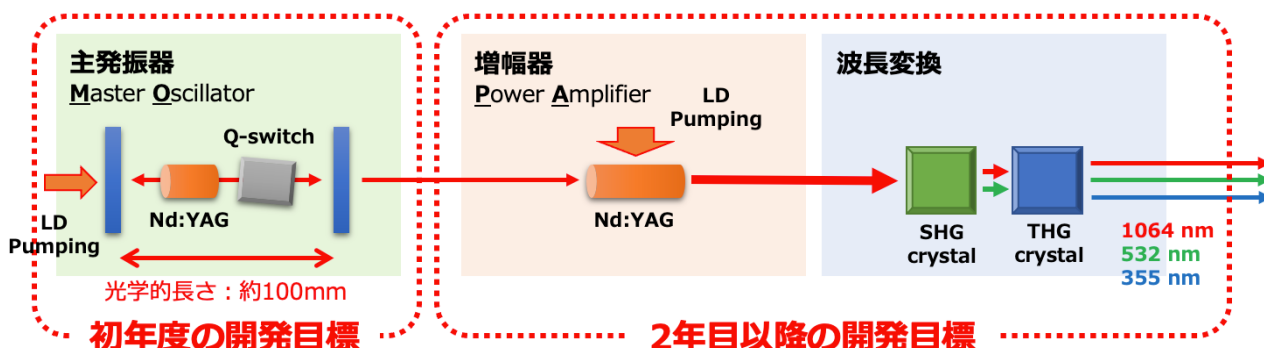 主発振器
Master Oscillator
Q-switch
Nd:YAG
LD
Pumping
光学的長さ：約100mm
初年度の開発目標
増幅器
Power Amplifier
LD
Pumping
Nd:YAG
波長変換
SHG
crystal
THG
crystal
1064 nm
532 nm
355 nm
2年目以降の開発目標